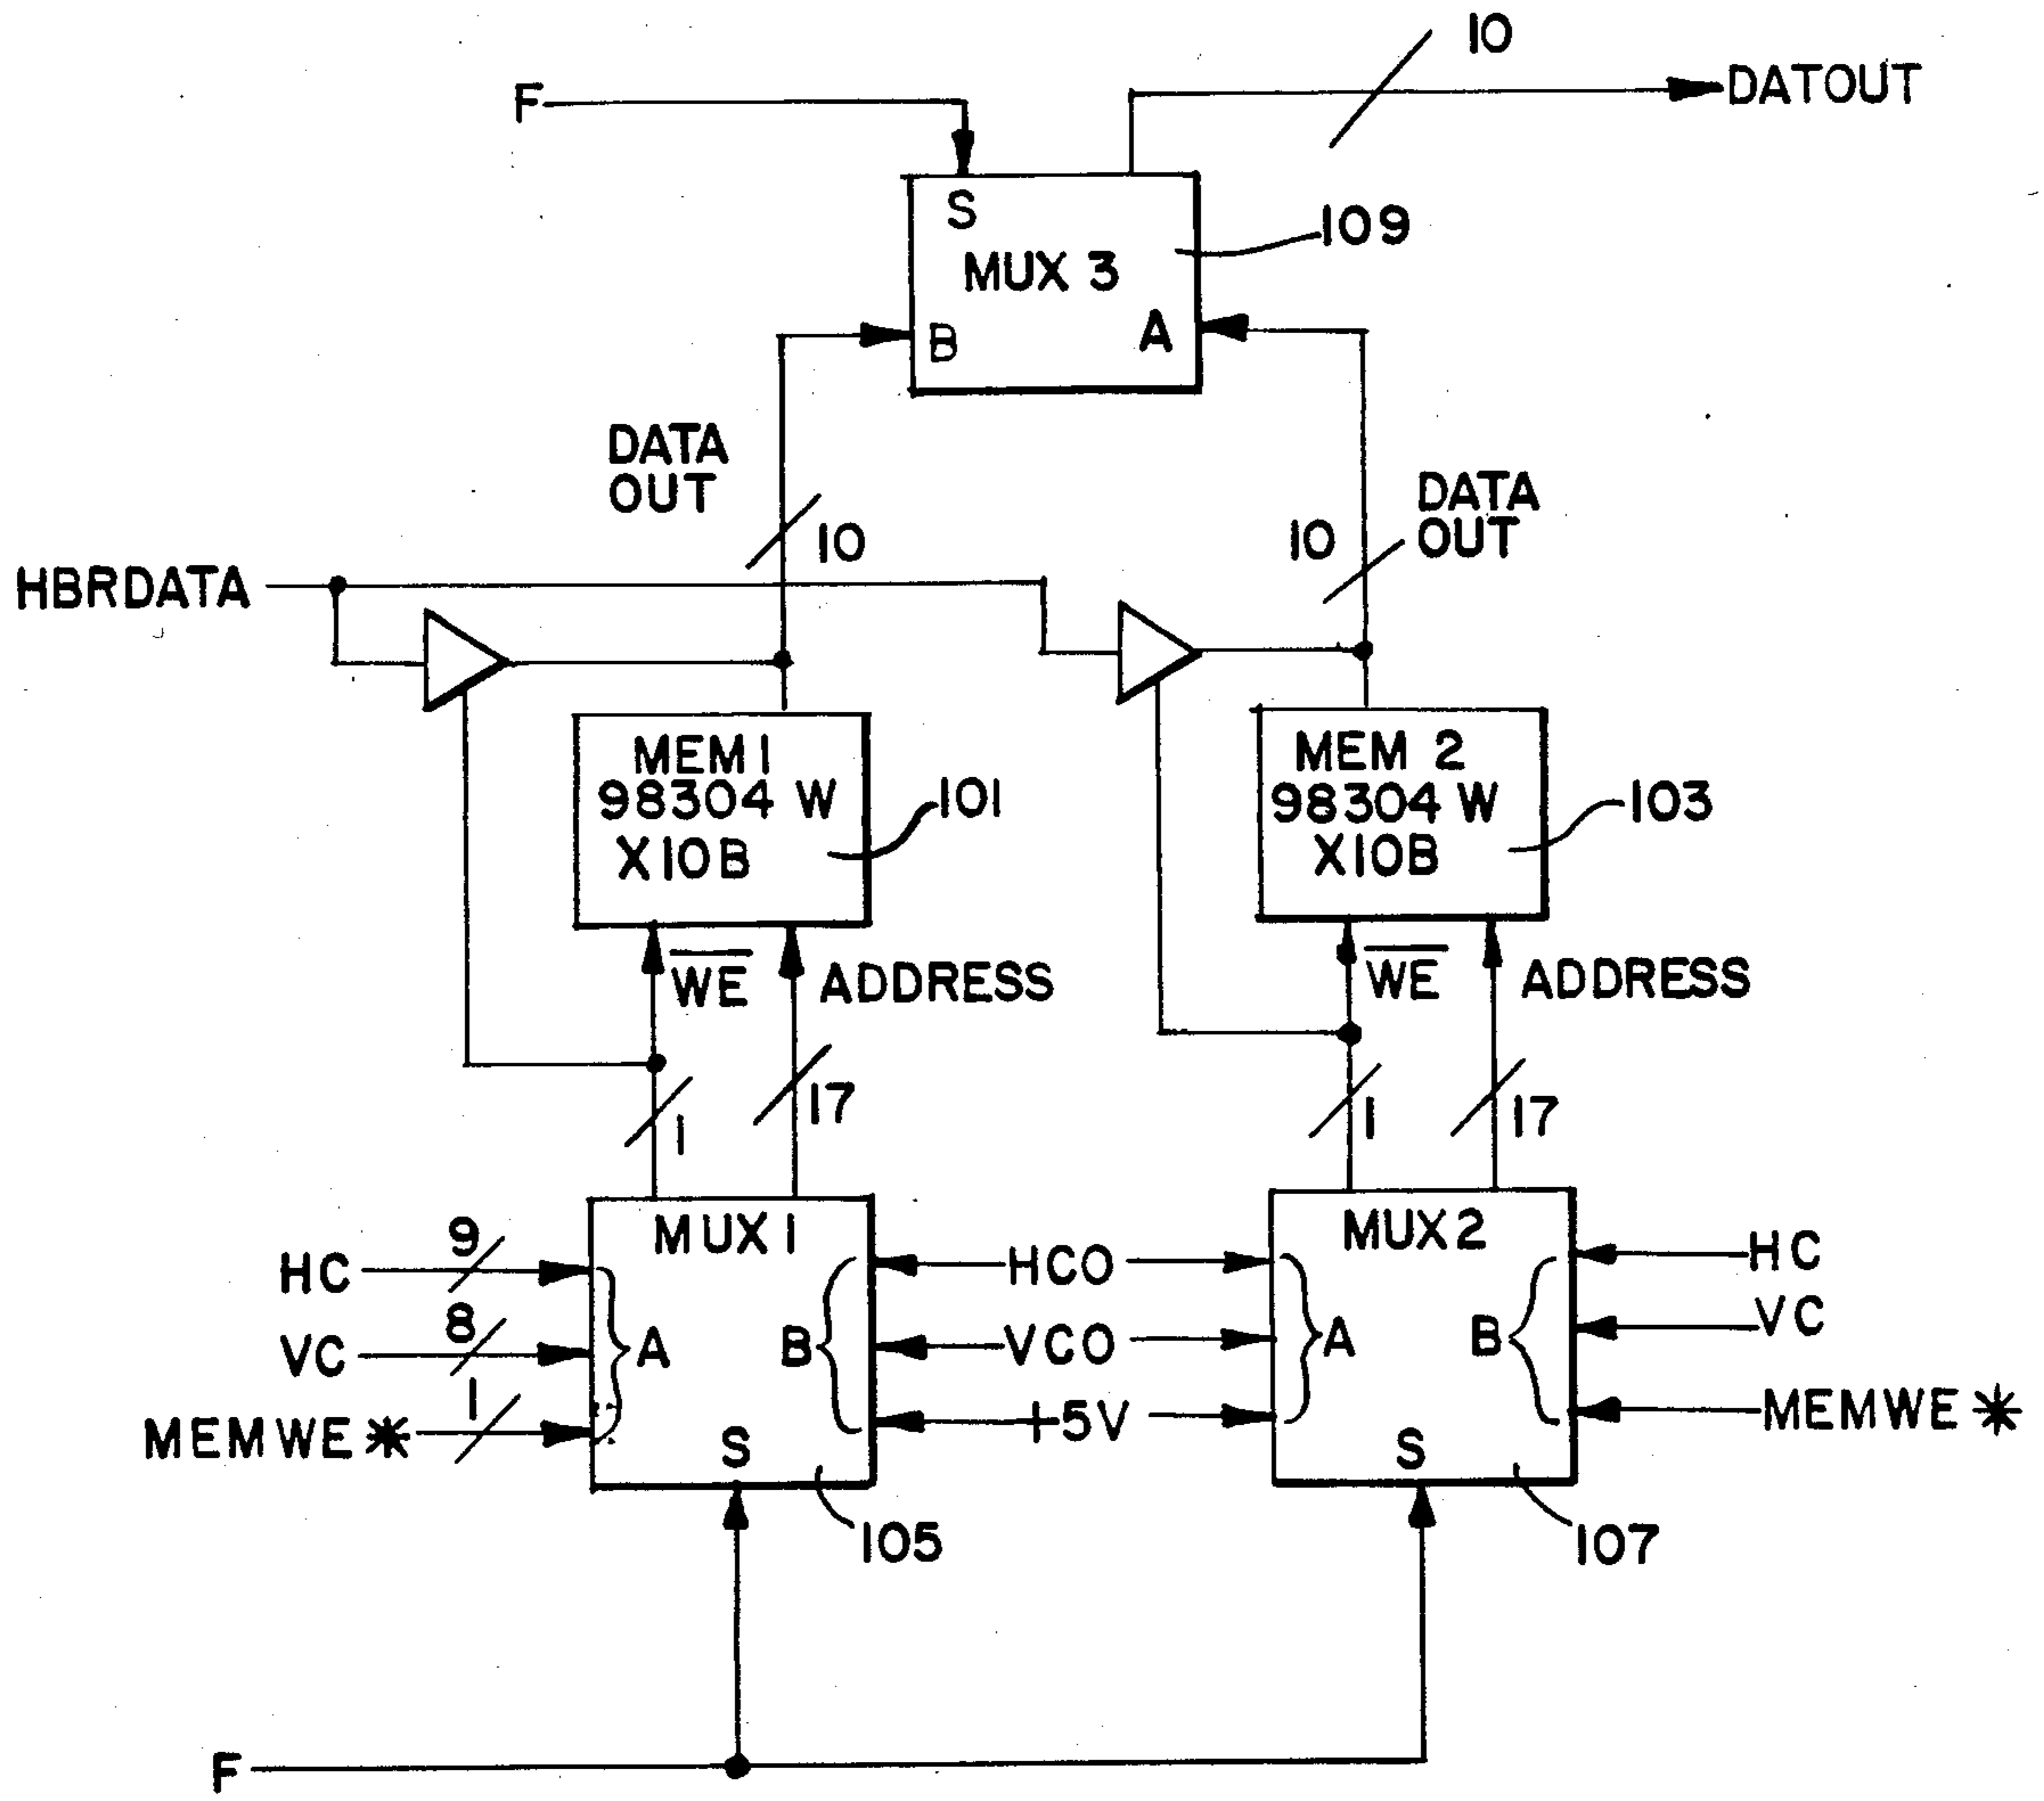 10
F
DATOUT
S
109
MUX 3
B
A
DATA
OUT
10
10
DATA
OUT
HBRDATA
MEM 1
98304 W
X10B
101
MEM 2
98304 W
X10B
103
WE
ADDRESS
WE
ADDRESS
1
17
1
17
MUX 1
MUX 2
HC
9
HCO
HC
VC
8
A
B
VCO
A
B
VC
MEMWE *
1
+5V
MEMWE *
S
S
105
107
F